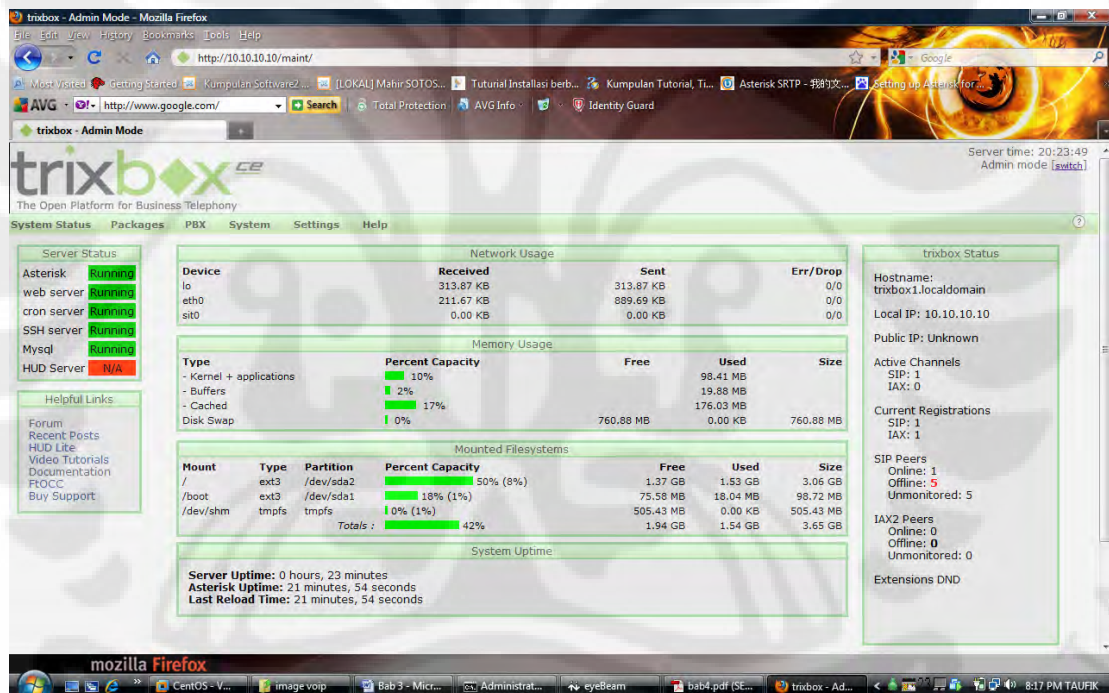 trixbox - Admin Mode - Mozilla Firefox
File Edit View History Bookmarks Tools Help
http://10.10.10.10/maint/
Google
Most Visited Getting Started Kumpulan Software2... [LOKAL] Mahir SOTOS... Tuturial Installasi berb... Kumpulan Tutorial, Ti... Asterisk SRTP - 我的文... Setting up Asterisk for ...
AVG http://www.google.com/ Search Total Protection AVG Info Identity Guard
trixbox - Admin Mode
Server time: 20:23:49
Admin mode [switch]
trixbox ce
The Open Platform for Business Telephony
System Status Packages PBX System Settings Help ?
Server Status
Asterisk Running
web server Running
cron server Running
SSH server Running
Mysql Running
HUD Server N/A
Helpful Links
Forum
Recent Posts
HUD Lite
Video Tutorials
Documentation
FtOCC
Buy Support
Network Usage
Device Received Sent Err/Drop
lo 313.87 KB 313.87 KB 0/0
eth0 211.67 KB 889.69 KB 0/0
sit0 0.00 KB 0.00 KB 0/0
Memory Usage
Type Percent Capacity Free Used Size
- Kernel + applications 10% 98.41 MB
- Buffers 2% 19.88 MB
- Cached 17% 176.03 MB
Disk Swap 0% 760.88 MB 0.00 KB 760.88 MB
Mounted Filesystems
Mount Type Partition Percent Capacity Free Used Size
/ ext3 /dev/sda2 50% (8%) 1.37 GB 1.53 GB 3.06 GB
/boot ext3 /dev/sda1 18% (1%) 75.58 MB 18.04 MB 98.72 MB
/dev/shm tmpfs tmpfs 0% (1%) 505.43 MB 0.00 KB 505.43 MB
Totals : 42% 1.94 GB 1.54 GB 3.65 GB
System Uptime
Server Uptime: 0 hours, 23 minutes
Asterisk Uptime: 21 minutes, 54 seconds
Last Reload Time: 21 minutes, 54 seconds
trixbox Status
Hostname:
trixbox1.localdomain
Local IP: 10.10.10.10
Public IP: Unknown
Active Channels
SIP: 1
IAX: 0
Current Registrations
SIP: 1
IAX: 1
SIP Peers
Online: 1
Offline: 5
Unmonitored: 5
IAX2 Peers
Online: 0
Offline: 0
Unmonitored: 0
Extensions DND
mozilla Firefox
CentOS - V... image voip Bab 3 - Micr... Administrat... eyeBeam bab4.pdf (SE... trixbox - Ad... 8:17 PM TAUFIK